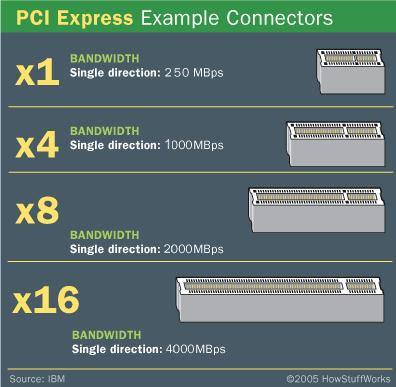 PCI Express Example Connectors
x1
BANDWIDTH
Single direction: 250 MBps
x4
BANDWIDTH
Single direction: 1000MBps
x8
BANDWIDTH
Single direction: 2000MBps
x16
BANDWIDTH
Single direction: 4000MBps
Source: IBM
©2005 HowStuffWorks